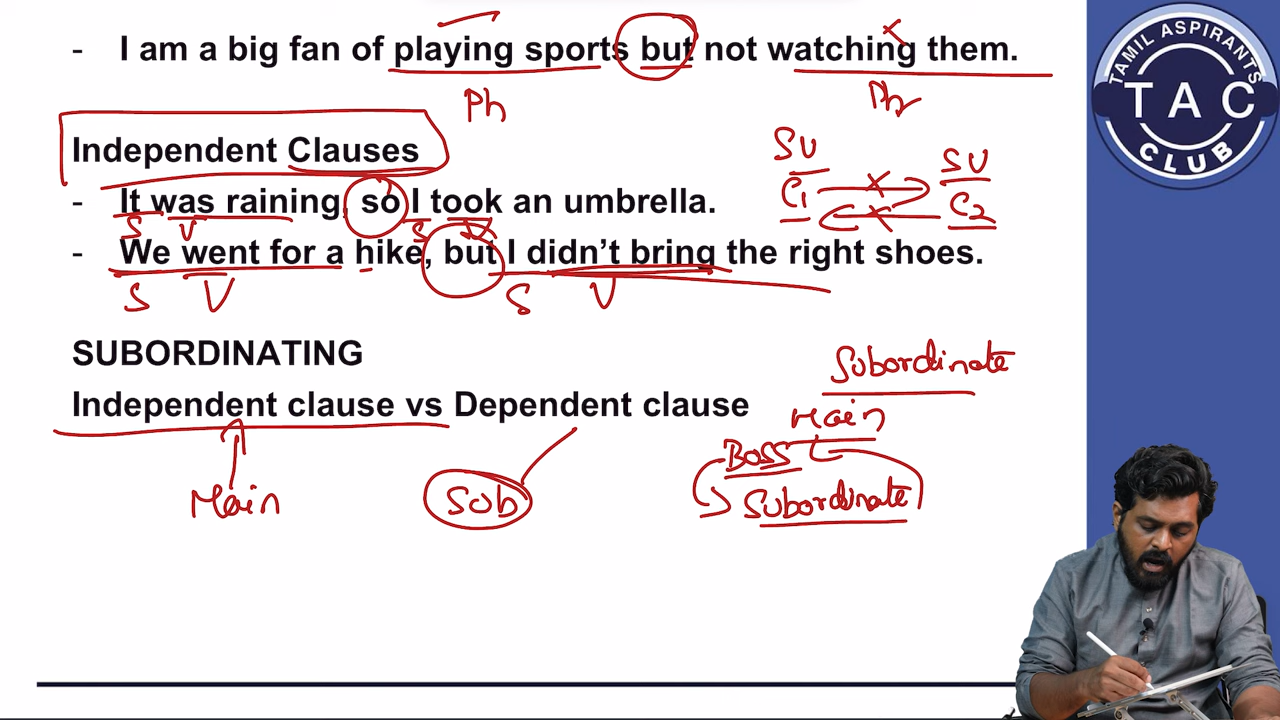 - I am a big fan of playing sports but not watching them.
Ph Ph
Independent Clauses
SV SV
- It was raining, so I took an umbrella.
C1 C2
S V S V
- We went for a hike, but I didn't bring the right shoes.
S V S V
SUBORDINATING
Subordinate
Independent clause vs Dependent clause
Main
Boss
Main Sub Subordinate
TAMIL ASPIRANTS
TAC
CLUB